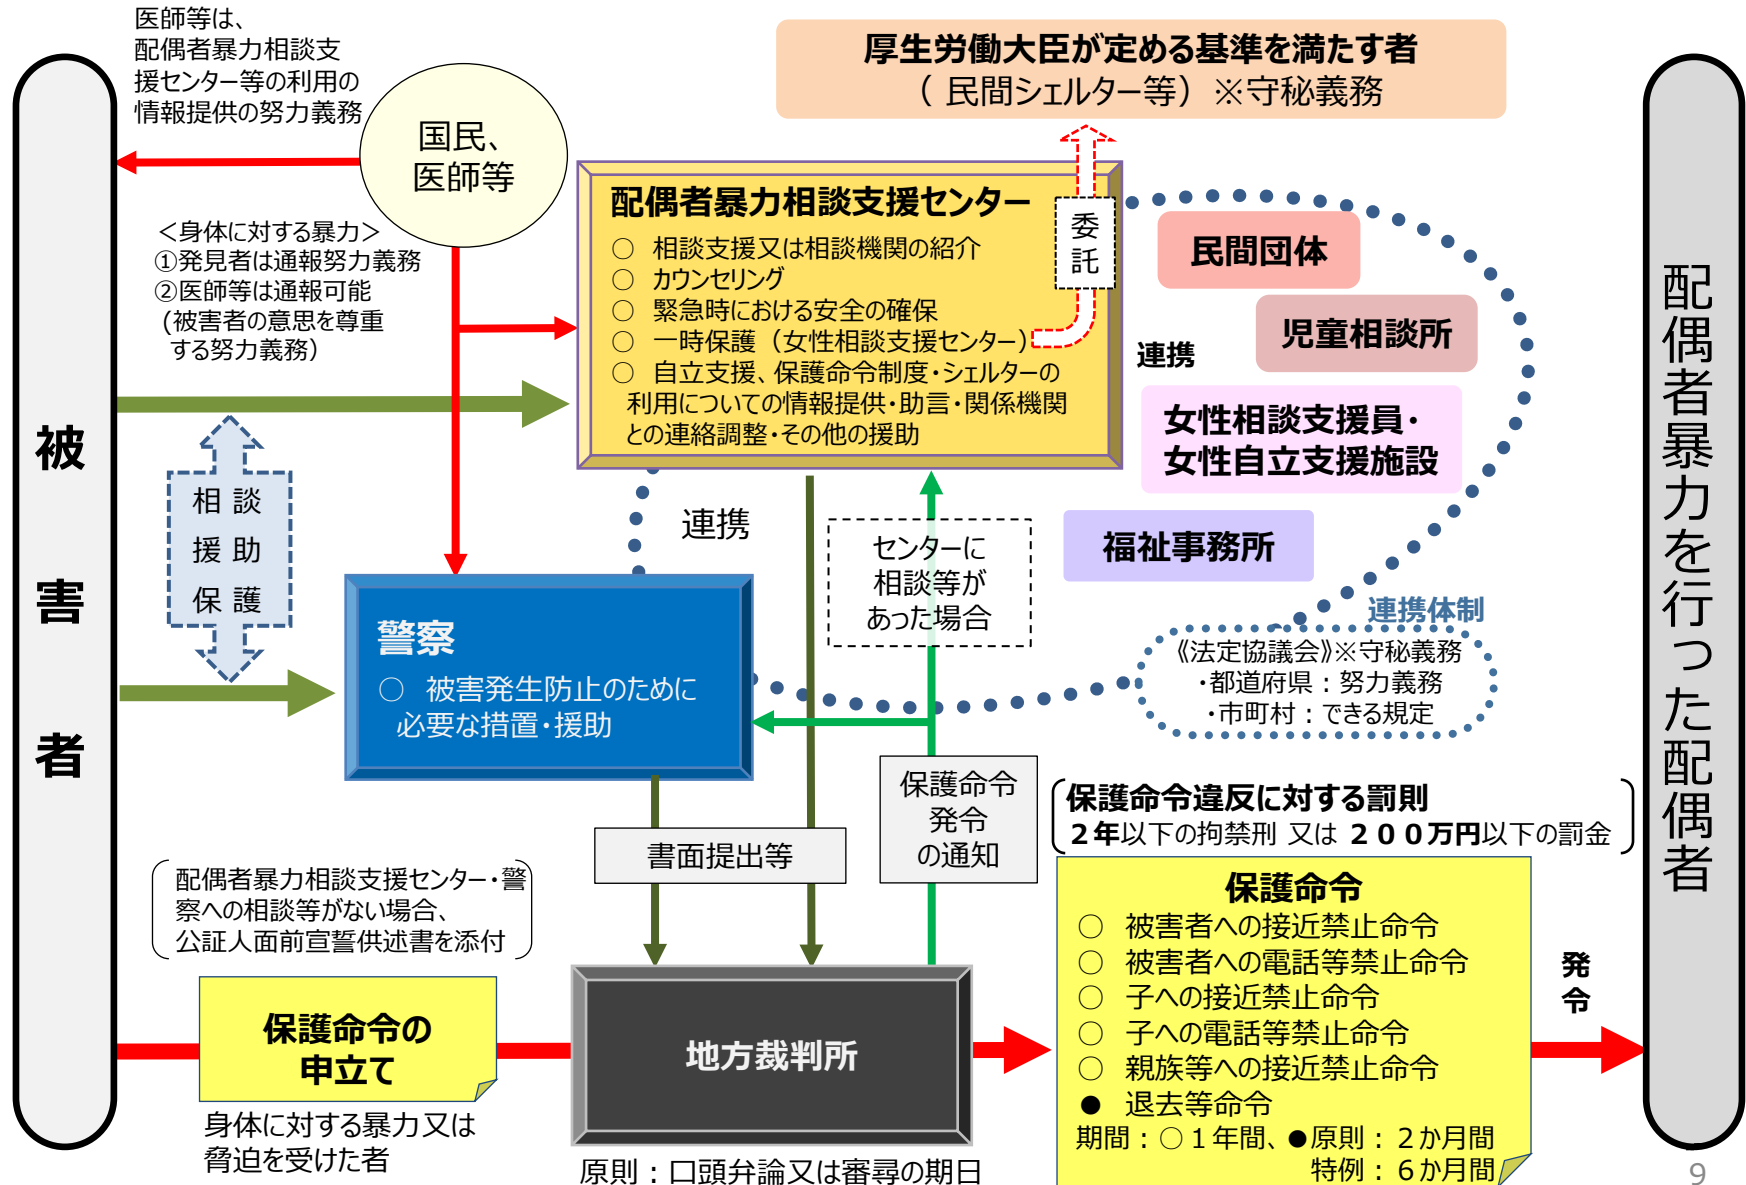 医師等は、
配偶者暴力相談支
援センター等の利用の
情報提供の努力義務
国民、
医師等
厚生労働大臣が定める基準を満たす者
（ 民間シェルター等）※守秘義務
＜身体に対する暴力＞
①発見者は通報努力義務
②医師等は通報可能
(被害者の意思を尊重
する努力義務）
配偶者暴力相談支援センター
○ 相談支援又は相談機関の紹介
○ カウンセリング
○ 緊急時における安全の確保
○ 一時保護（女性相談支援センター）
○ 自立支援、保護命令制度・シェルターの
利用についての情報提供・助言・関係機関
との連絡調整・その他の援助
委
託
民間団体
児童相談所
連携
女性相談支援員・
女性自立支援施設
福祉事務所
連携体制
《法定協議会》※守秘義務
・都道府県：努力義務
・市町村：できる規定
被害者
相 談
援 助
保 護
連携
センターに
相談等が
あった場合
警察
○ 被害発生防止のために
必要な措置・援助
書面提出等
保護命令
発令
の通知
保護命令違反に対する罰則
２年以下の拘禁刑 又は ２００万円以下の罰金
配偶者暴力相談支援センター・警
察への相談等がない場合、
公証人面前宣誓供述書を添付
保護命令の
申立て
身体に対する暴力又は
脅迫を受けた者
地方裁判所
原則：口頭弁論又は審尋の期日
保護命令
○ 被害者への接近禁止命令
○ 被害者への電話等禁止命令
○ 子への接近禁止命令
○ 子への電話等禁止命令
○ 親族等への接近禁止命令
● 退去等命令
期間：○１年間、●原則：２か月間
特例：６か月間
発
令
配偶者暴力を行った配偶者
9